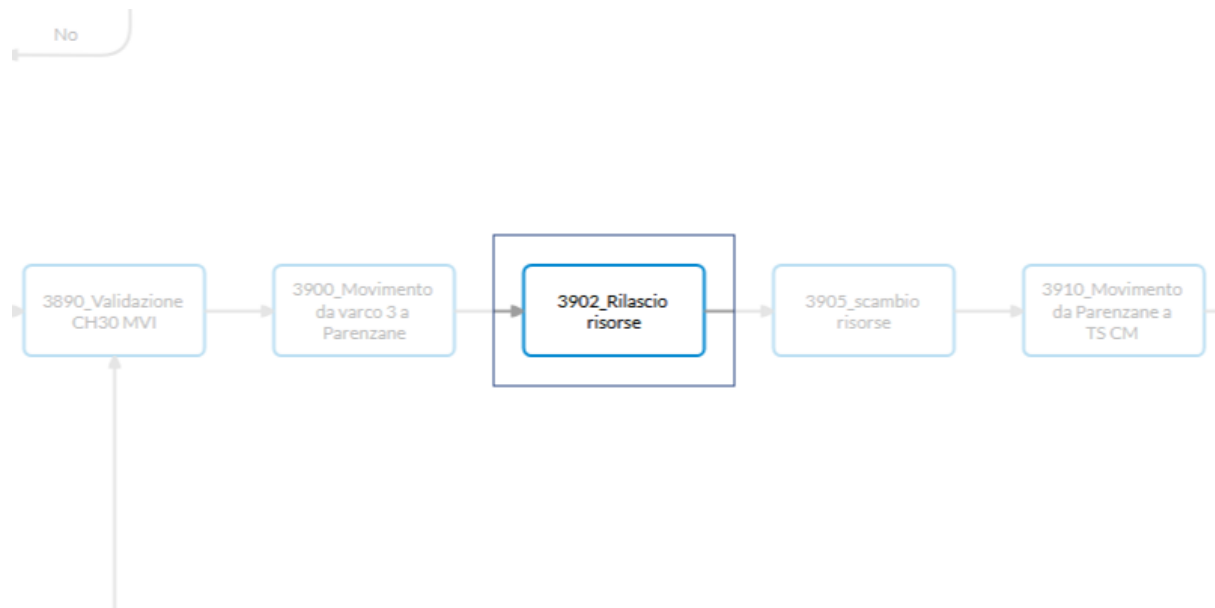 No
3890_Validazione
CH30 MVI
3900_Movimento
da varco 3 a
Parenzane
3902_Rilascio
risorse
3905_scambio
risorse
3910_Movimento
da Parenzane a
TS CM